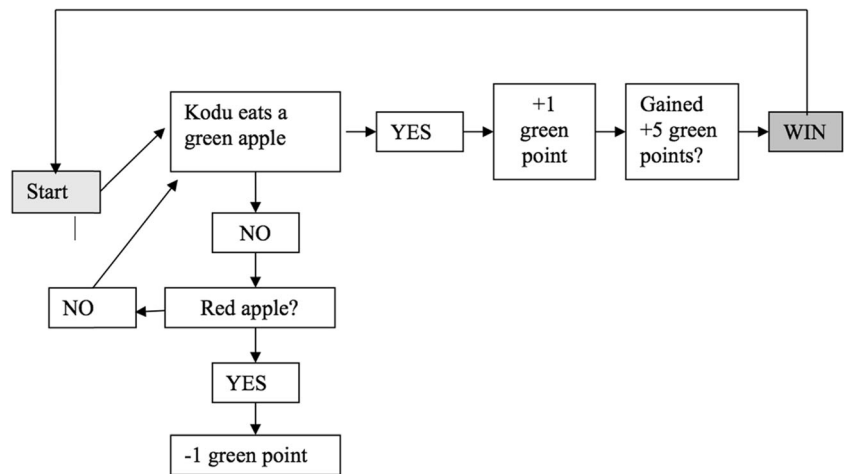 Kodu eats a
green apple
YES
+1
green
point
Gained
+5 green
points?
WIN
Start
NO
NO
Red apple?
YES
-1 green point